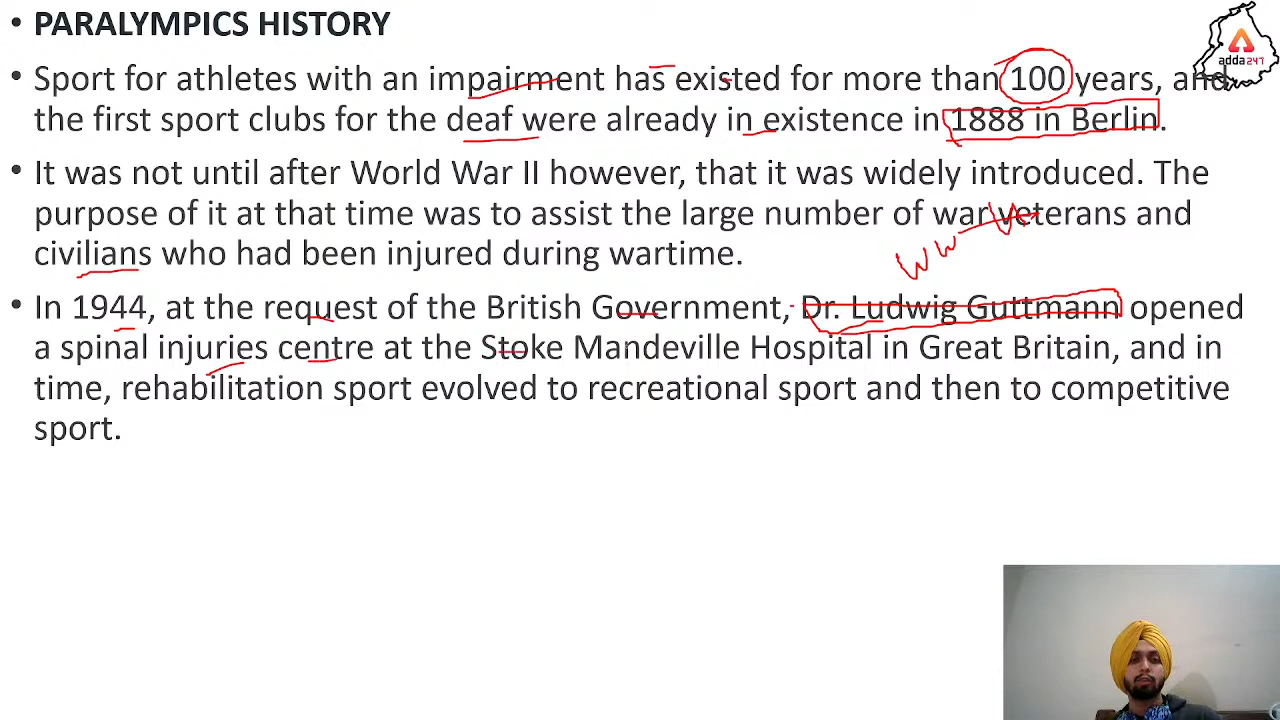 • PARALYMPICS HISTORY
• Sport for athletes with an impairment has existed for more than 100 years, and
the first sport clubs for the deaf were already in existence in 1888 in Berlin.
• It was not until after World War II however, that it was widely introduced. The
purpose of it at that time was to assist the large number of war veterans and
civilians who had been injured during wartime.
• In 1944, at the request of the British Government, Dr. Ludwig Guttmann opened
a spinal injuries centre at the Stoke Mandeville Hospital in Great Britain, and in
time, rehabilitation sport evolved to recreational sport and then to competitive
sport.
adda247
WW